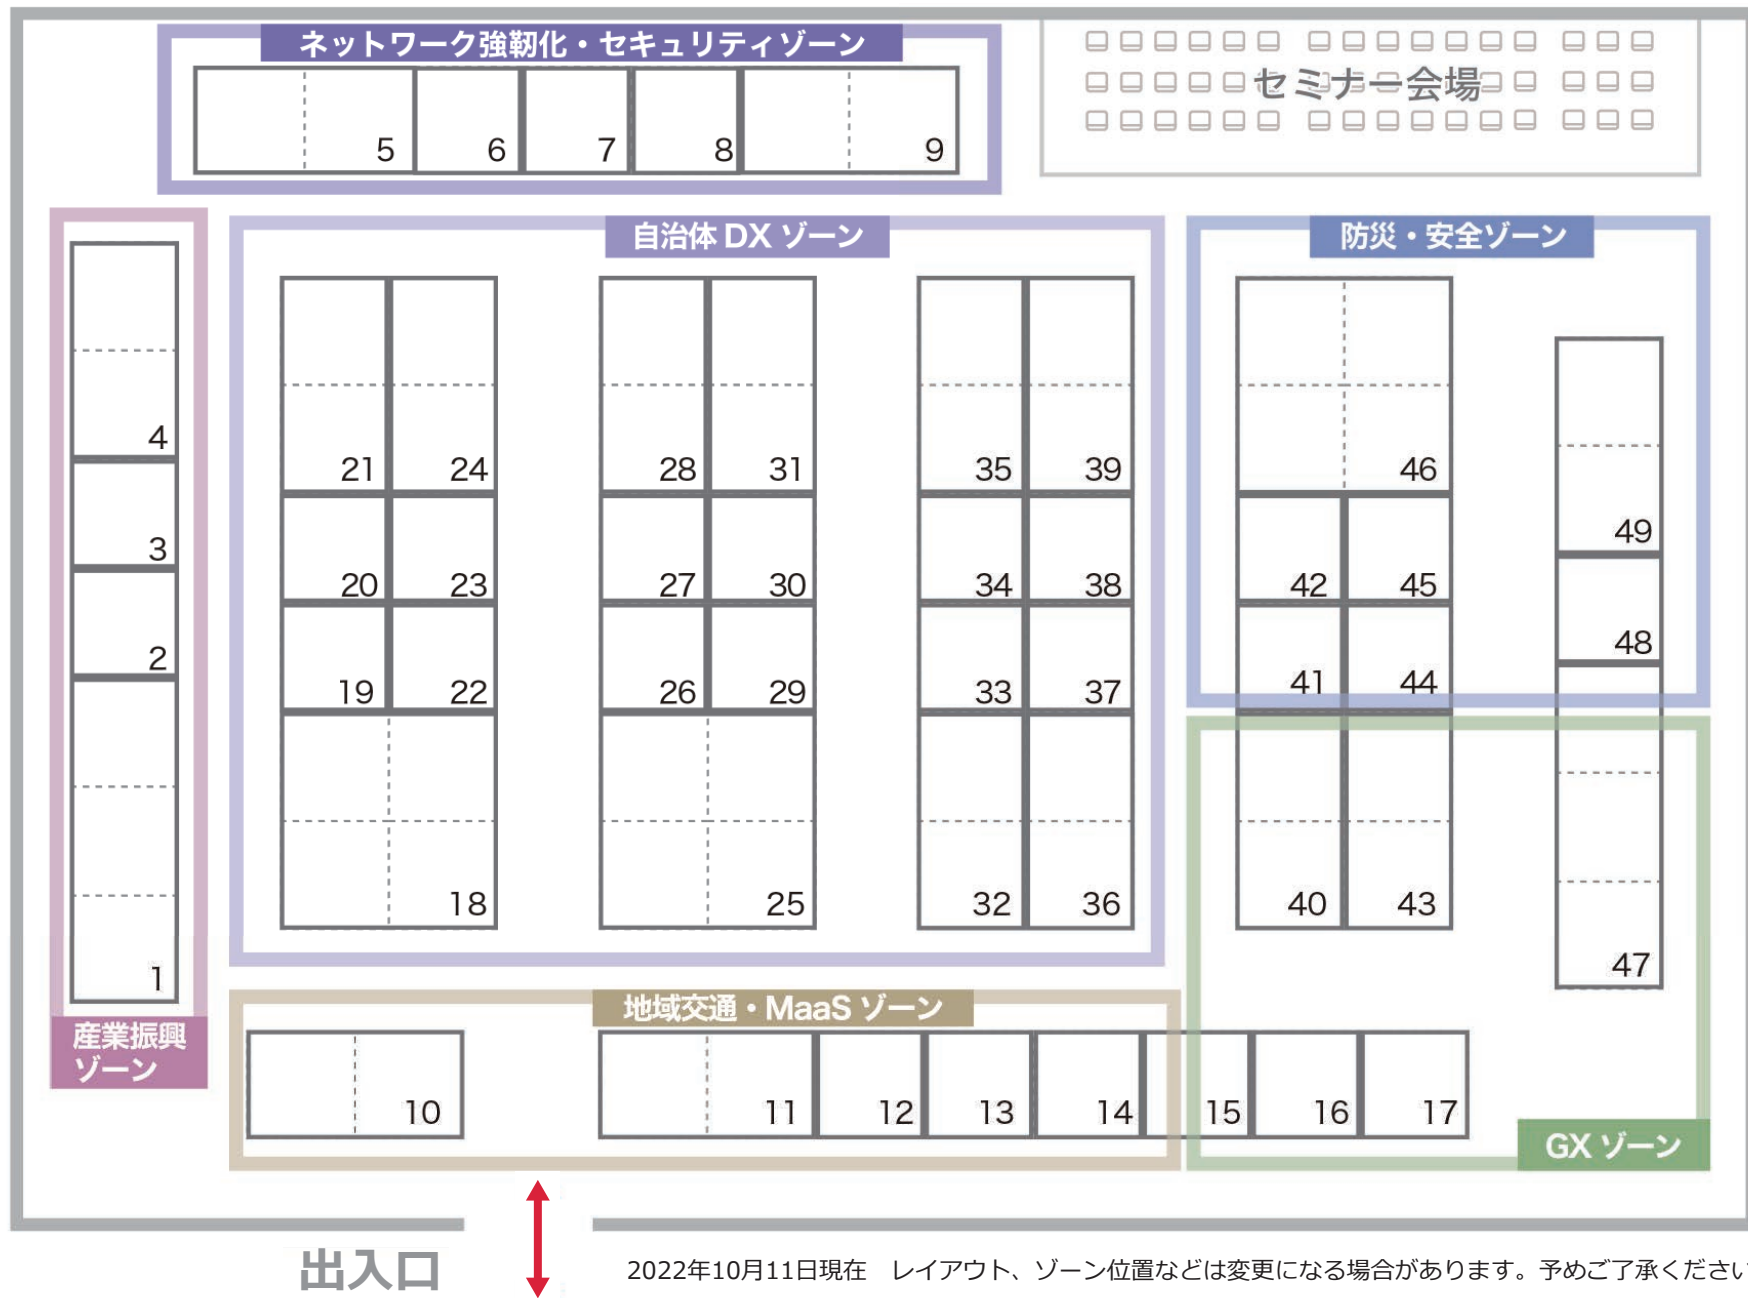 ネットワーク強靭化・セキュリティゾーン
セミナー会場
5 6 7 8 9
自治体 DX ゾーン
防災・安全ゾーン
4
3
2
1
産業振興
ゾーン
21 24 28 31 35 39 46
49
20 23 27 30 34 38 42 45
48
19 22 26 29 33 37 41 44
18 25 32 36 40 43
47
地域交通・MaaS ゾーン
10 11 12 13 14 15 16 17
GX ゾーン
出入口
2022年10月11日現在　レイアウト、ゾーン位置などは変更になる場合があります。予めご了承ください